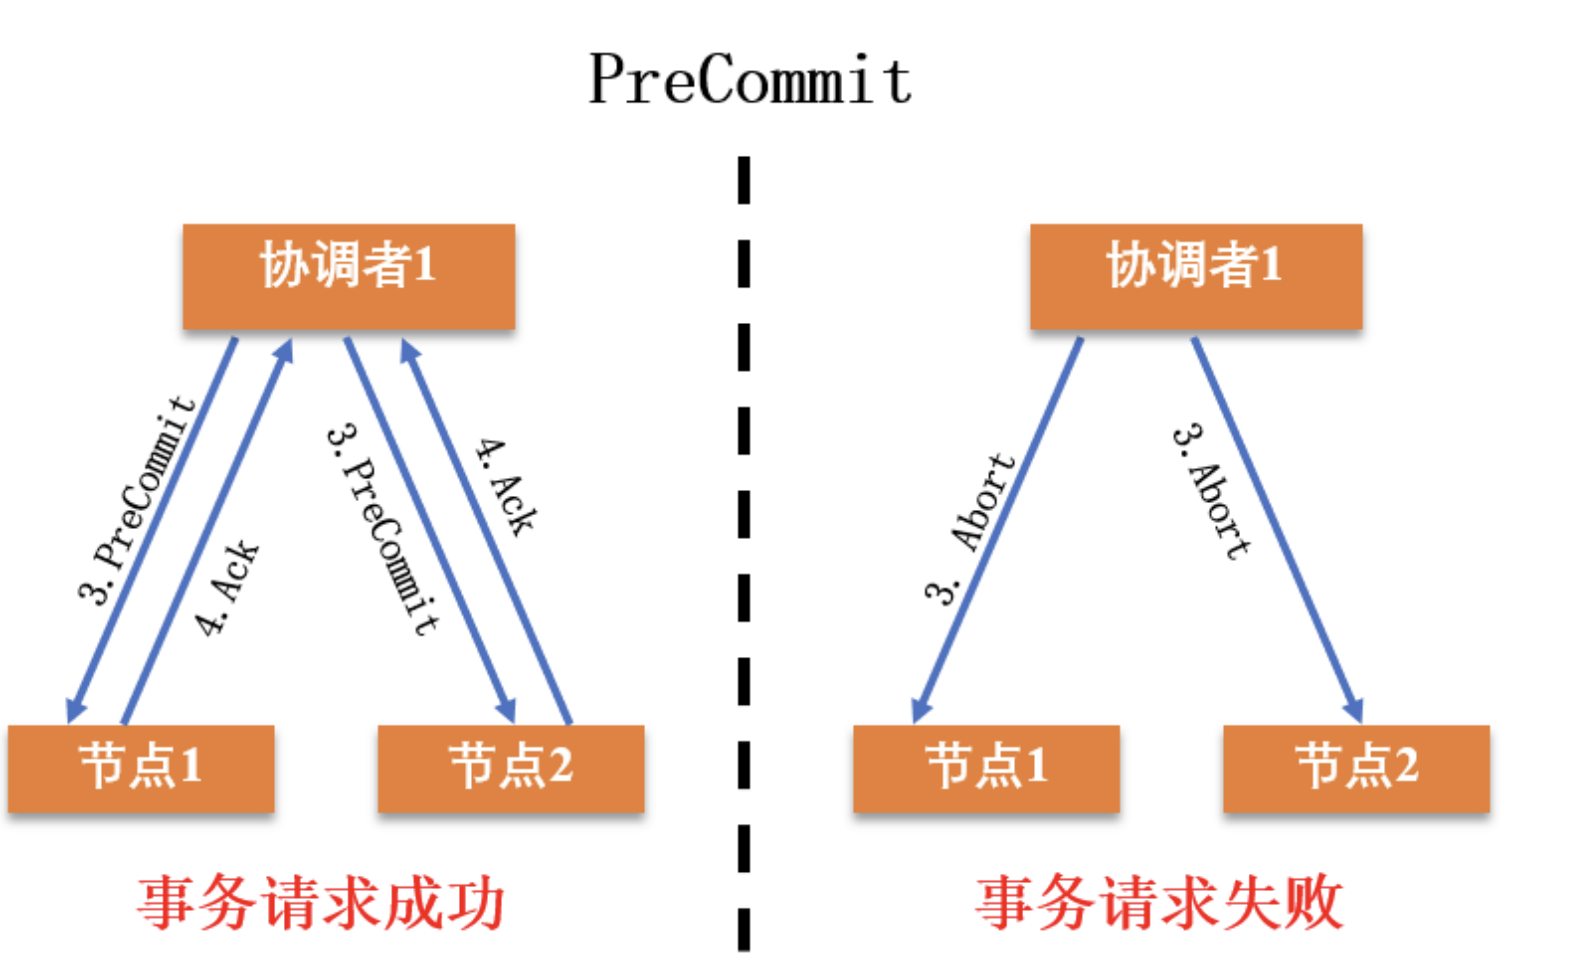 PreCommit
协调者1
3.PreCommit
4.Ack
3.PreCommit
4.Ack
节点1
节点2
事务请求成功
协调者1
3. Abort
3.Abort
节点1
节点2
事务请求失败